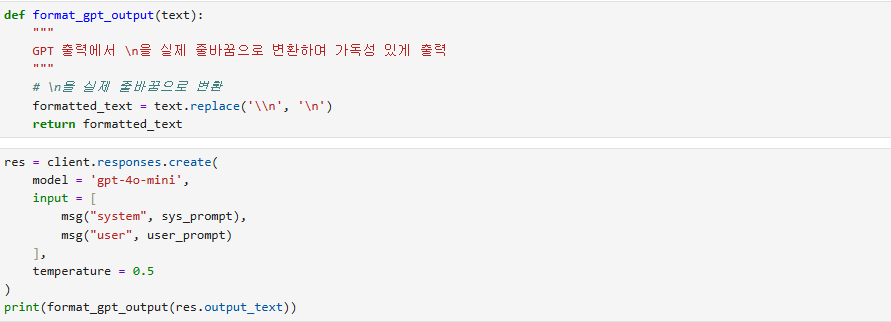 def format_gpt_output(text):
    """
    GPT 출력에서 \n을 실제 줄바꿈으로 변환하며 가독성 있게 출력
    """
    # \n을 실제 줄바꿈으로 변환
    formatted_text = text.replace('\\n', '\n')
    return formatted_text
res = client.responses.create(
    model = 'gpt-4o-mini',
    input = [
        msg("system", sys_prompt),
        msg("user", user_prompt)
    ],
    temperature = 0.5
)
print(format_gpt_output(res.output_text))